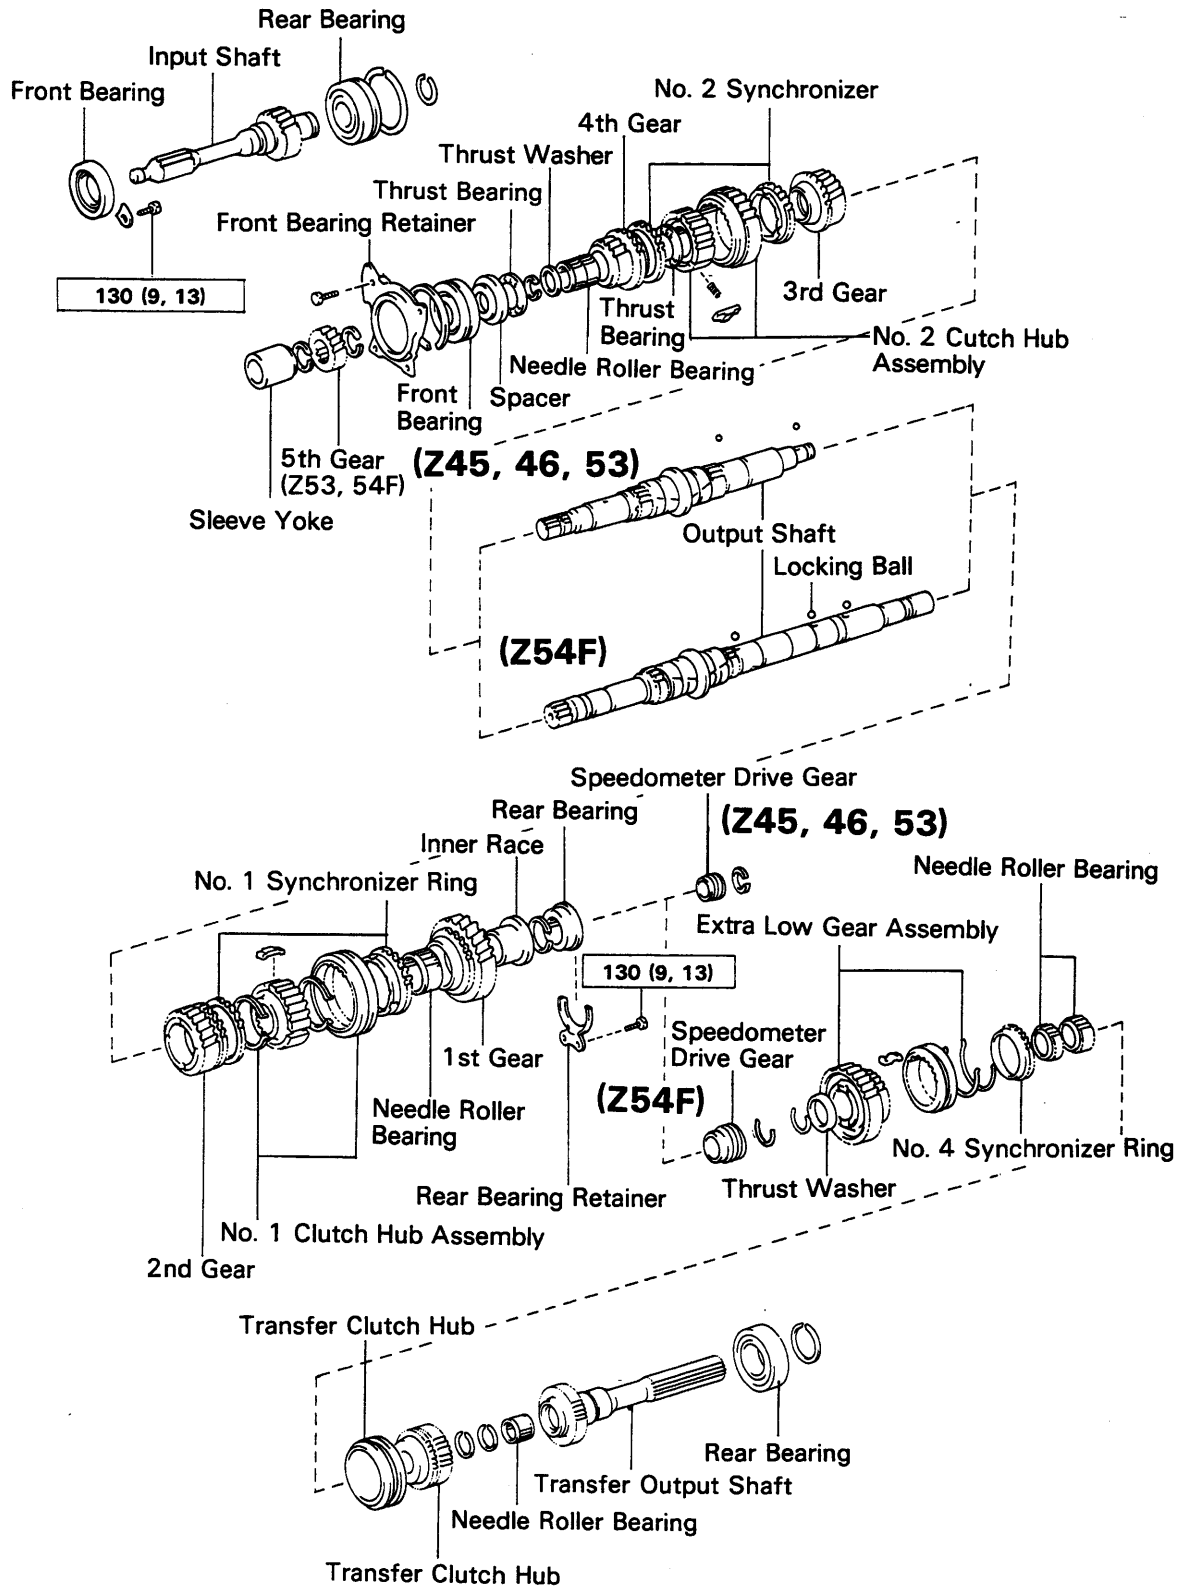 Rear Bearing
Input Shaft
Front Bearing
No. 2 Synchronizer
4th Gear
Thrust Washer
Thrust Bearing
Front Bearing Retainer
130 (9, 13)
3rd Gear
Thrust
Bearing
No. 2 Cutch Hub
Assembly
Needle Roller Bearing
Front
Bearing
Spacer
5th Gear
(Z53, 54F)
(Z45, 46, 53)
Sleeve Yoke
Output Shaft
Locking Ball
(Z54F)
Speedometer Drive Gear
Rear Bearing
(Z45, 46, 53)
Inner Race
Needle Roller Bearing
No. 1 Synchronizer Ring
Extra Low Gear Assembly
130 (9, 13)
Speedometer
Drive Gear
1st Gear
(Z54F)
Needle Roller
Bearing
No. 4 Synchronizer Ring
Thrust Washer
Rear Bearing Retainer
No. 1 Clutch Hub Assembly
2nd Gear
Transfer Clutch Hub
Rear Bearing
Transfer Output Shaft
Needle Roller Bearing
Transfer Clutch Hub